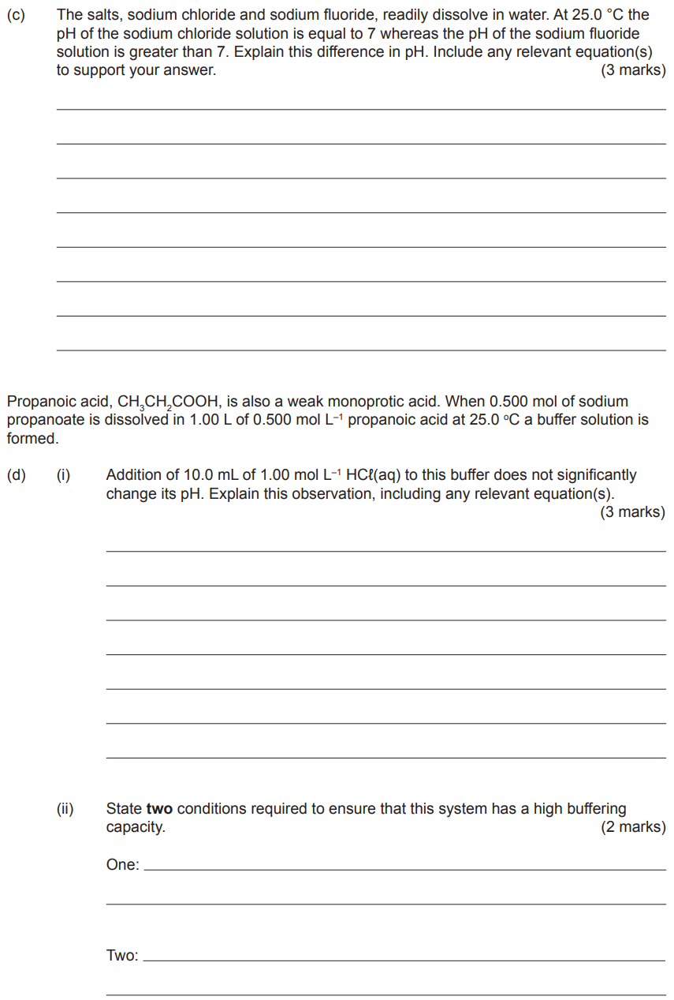 (c) The salts, sodium chloride and sodium fluoride, readily dissolve in water. At 25.0 °C the
pH of the sodium chloride solution is equal to 7 whereas the pH of the sodium fluoride
solution is greater than 7. Explain this difference in pH. Include any relevant equation(s)
to support your answer. (3 marks)
Propanoic acid, CH₃CH₂COOH, is also a weak monoprotic acid. When 0.500 mol of sodium
propanoate is dissolved in 1.00 L of 0.500 mol L⁻¹ propanoic acid at 25.0 °C a buffer solution is
formed.
(d) (i) Addition of 10.0 mL of 1.00 mol L⁻¹ HCℓ(aq) to this buffer does not significantly
change its pH. Explain this observation, including any relevant equation(s).
(3 marks)
(ii) State two conditions required to ensure that this system has a high buffering
capacity. (2 marks)
One:
Two: